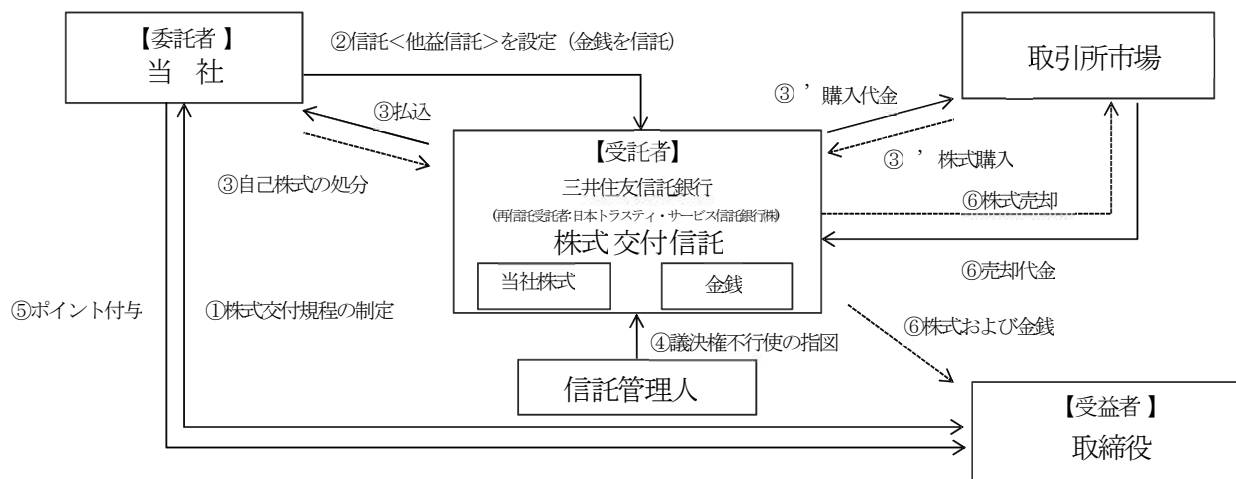 【委託者】
当 社
②信託<他益信託>を設定（金銭を信託）
取引所市場
③払込
③自己株式の処分
③’購入代金
③’株式購入
【受託者】
三井住友信託銀行
(再信託受託者:日本トラスティ・サービス信託銀行㈱)
株式交付信託
当社株式
金銭
⑥株式売却
⑥売却代金
⑤ポイント付与
①株式交付規程の制定
④議決権不行使の指図
⑥株式および金銭
信託管理人
【受益者】
取締役